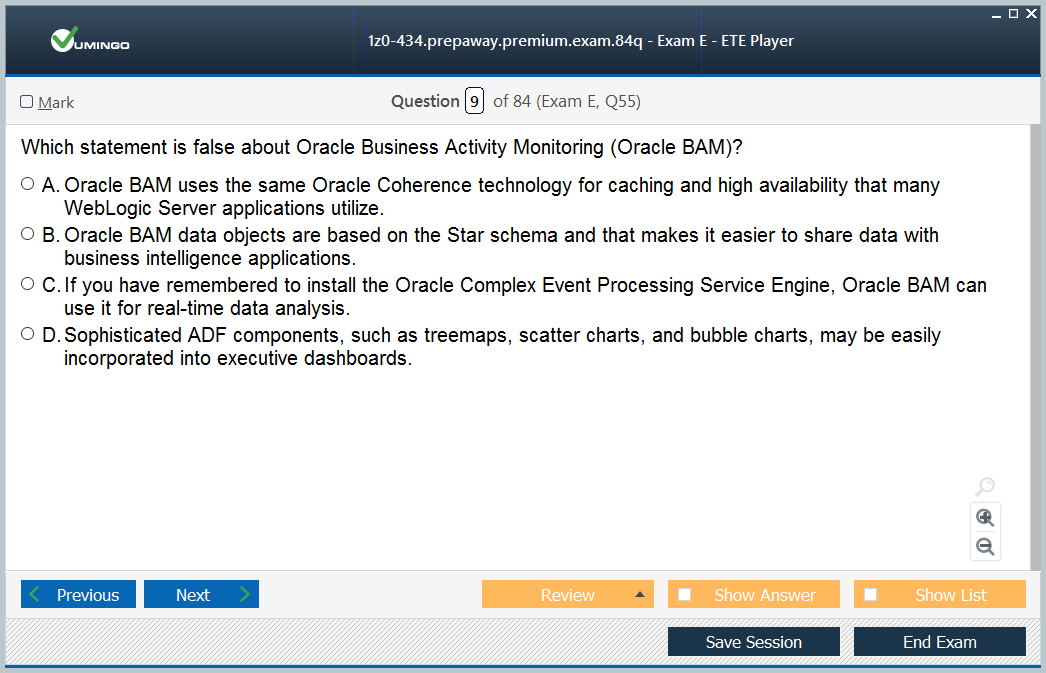 VUMINGO
1z0-434.prepaway.premium.exam.84q - Exam E - ETE Player
Mark
Question 9 of 84 (Exam E, Q55)
Which statement is false about Oracle Business Activity Monitoring (Oracle BAM)?
A. Oracle BAM uses the same Oracle Coherence technology for caching and high availability that many
WebLogic Server applications utilize.
B. Oracle BAM data objects are based on the Star schema and that makes it easier to share data with
business intelligence applications.
C. If you have remembered to install the Oracle Complex Event Processing Service Engine, Oracle BAM can
use it for real-time data analysis.
D. Sophisticated ADF components, such as treemaps, scatter charts, and bubble charts, may be easily
incorporated into executive dashboards.
Previous Next Review Show Answer Show List
Save Session End Exam